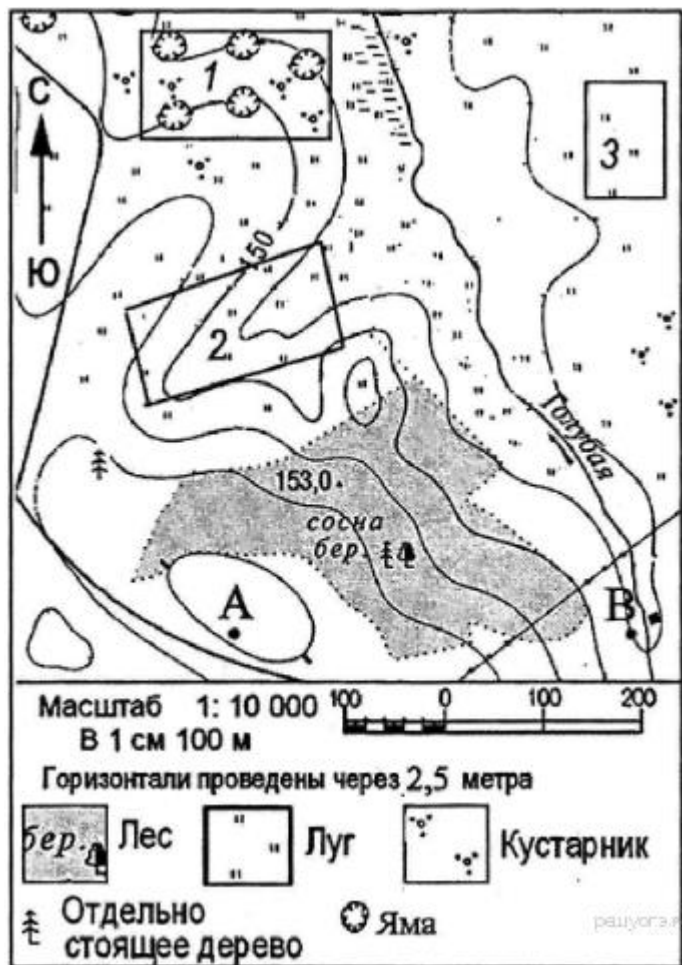 1
С
3
Ю
150
2
Голубая
153,0
сосна
бер.
А
В
Масштаб 1: 10 000
В 1 см 100 м
100 0 100 200
Горизонтали проведены через 2,5 метра
бер. Лес
Луг
Кустарник
Отдельно
стоящее дерево
Яма